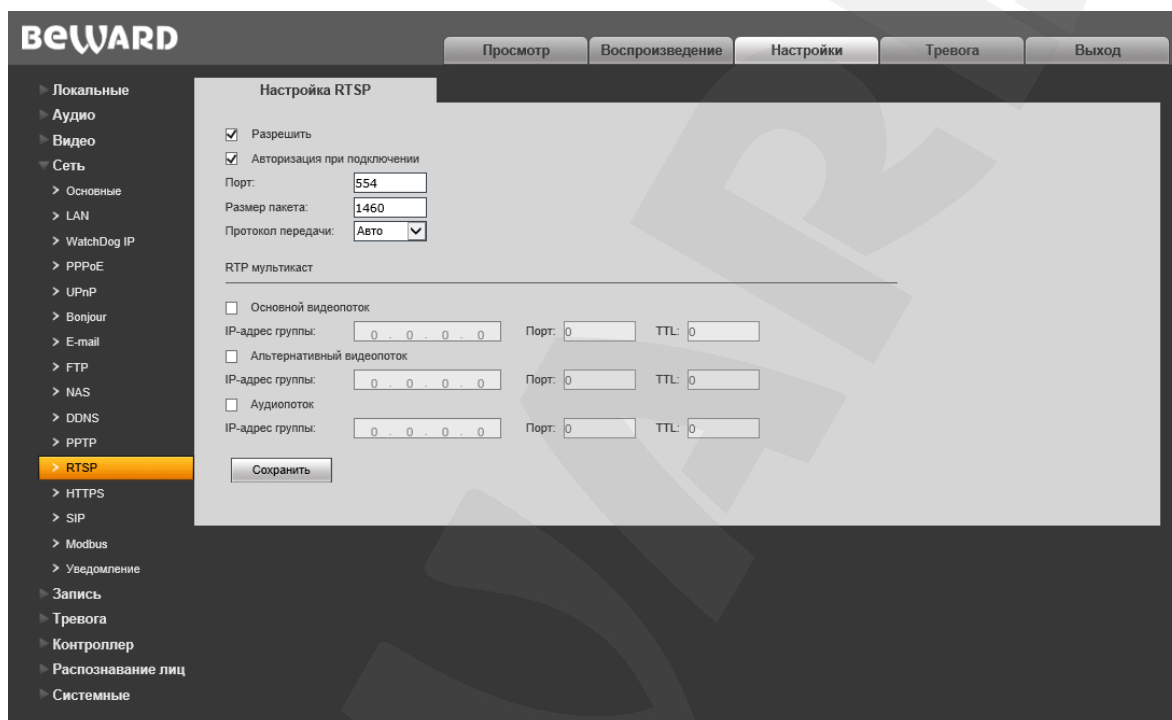 BEWARD
Просмотр Воспроизведение Настройки Тревога Выход
Локальные
Аудио
Видео
Сеть
> Основные
> LAN
> WatchDog IP
> PPPoE
> UPnP
> Bonjour
> E-mail
> FTP
> NAS
> DDNS
> PPTP
> RTSP
> HTTPS
> SIP
> Modbus
> Уведомление
Запись
Тревога
Контроллер
Распознавание лиц
Системные
Настройка RTSP
Разрешить
Авторизация при подключении
Порт: 554
Размер пакета: 1460
Протокол передачи: Авто
RTP мультикаст
Основной видеопоток
IP-адрес группы: 0 . 0 . 0 . 0 Порт: 0 TTL: 0
Альтернативный видеопоток
IP-адрес группы: 0 . 0 . 0 . 0 Порт: 0 TTL: 0
Аудиопоток
IP-адрес группы: 0 . 0 . 0 . 0 Порт: 0 TTL: 0
Сохранить